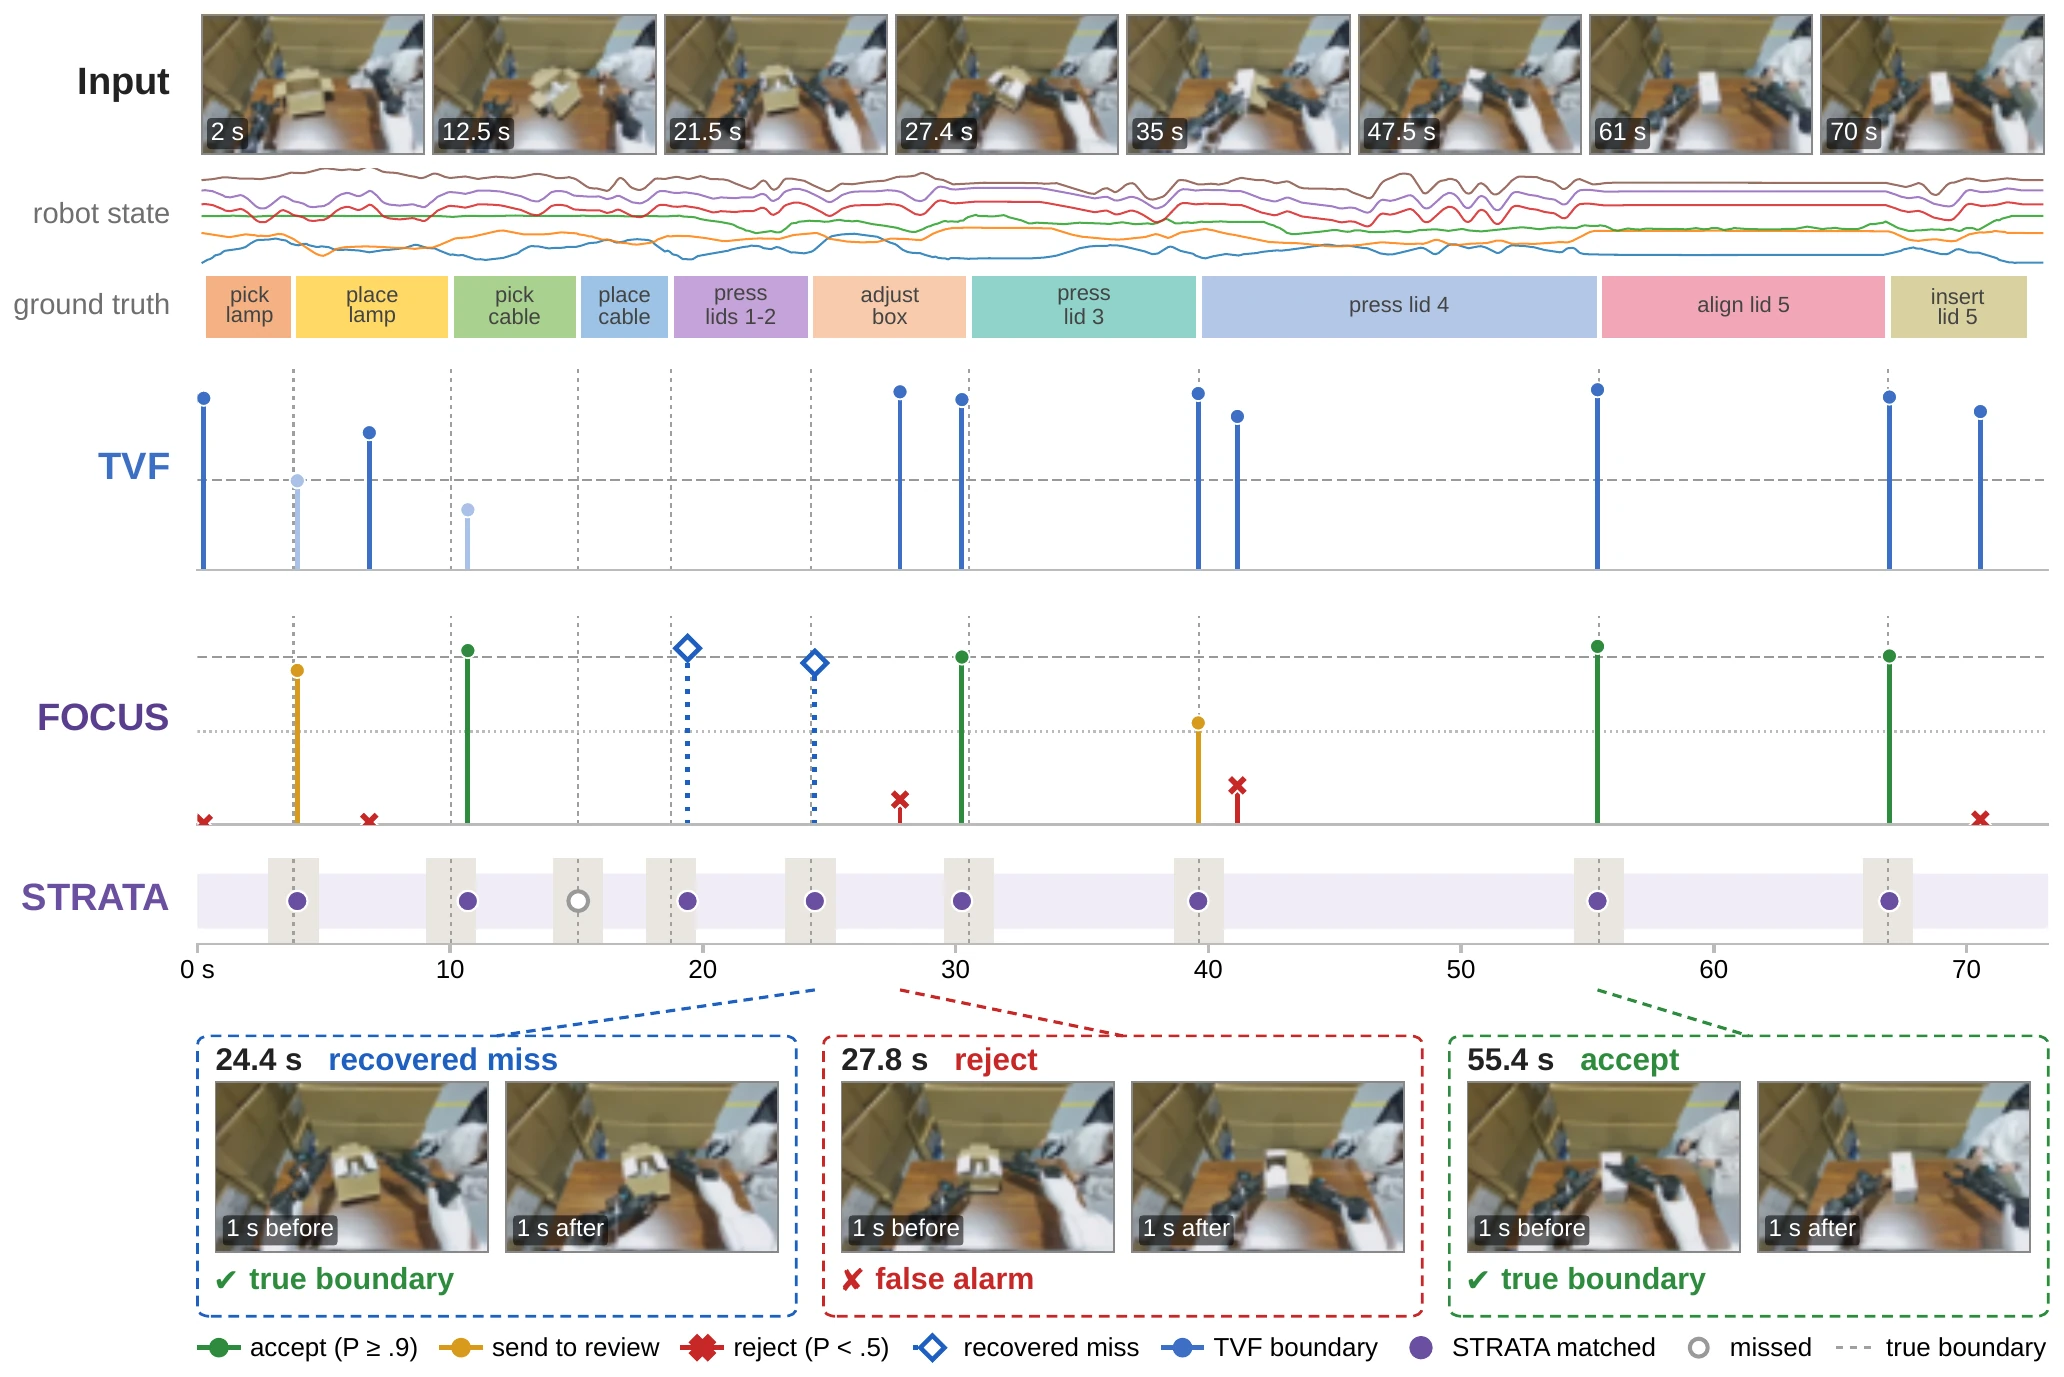 Input
2 s
12.5 s
21.5 s
27.4 s
35 s
47.5 s
61 s
70 s
robot state
ground truth
pick
lamp
place
lamp
pick
cable
place
cable
press
lids 1-2
adjust
box
press
lid 3
press lid 4
align lid 5
insert
lid 5
TVF
FOCUS
STRATA
0 s
10
20
30
40
50
60
70
24.4 s recovered miss
1 s before
1 s after
✔ true boundary
27.8 s reject
1 s before
1 s after
✘ false alarm
55.4 s accept
1 s before
1 s after
✔ true boundary
accept (P ≥ .9)
send to review
reject (P < .5)
recovered miss
TVF boundary
STRATA matched
missed
true boundary